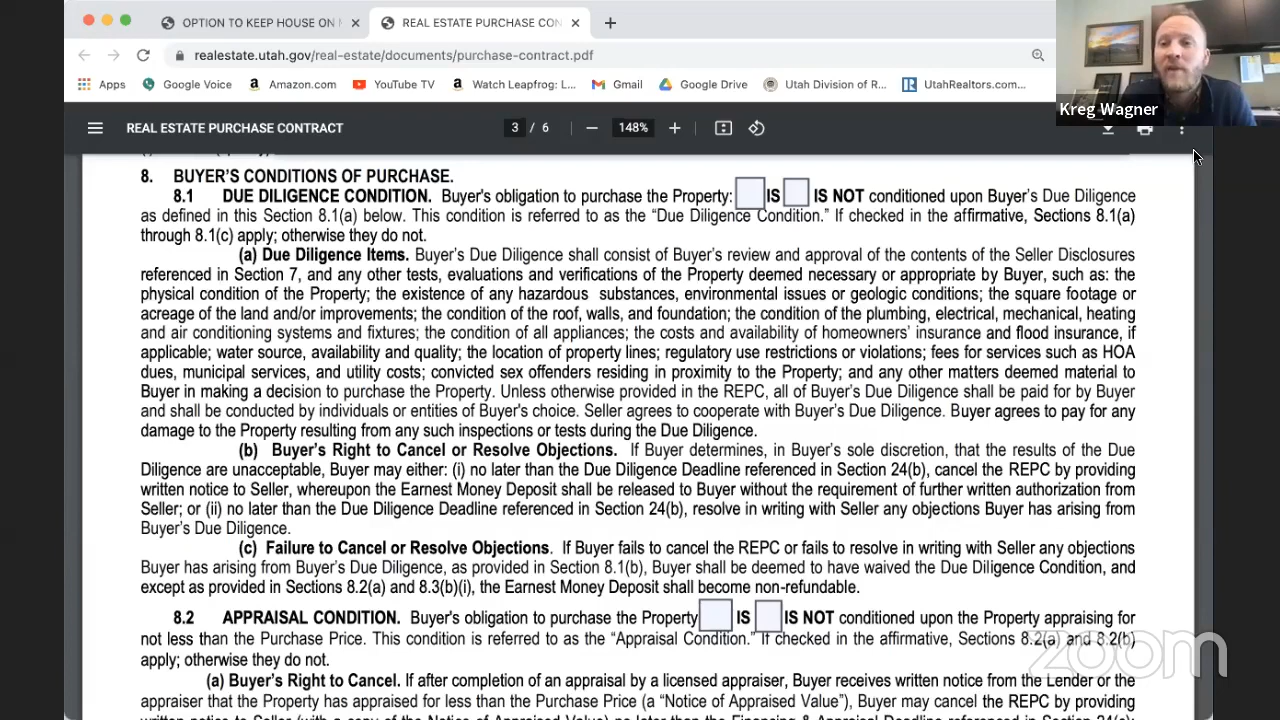 OPTION TO KEEP HOUSE ON
REAL ESTATE PURCHASE CON
realestate.utah.gov/real-estate/documents/purchase-contract.pdf
Apps Google Voice Amazon.com YouTube TV Watch Leapfrog: L... Gmail Google Drive Utah Division of R... UtahRealtors.com...
Kreg Wagner
REAL ESTATE PURCHASE CONTRACT 3 / 6 148%
8. BUYER'S CONDITIONS OF PURCHASE.
8.1 DUE DILIGENCE CONDITION. Buyer's obligation to purchase the Property: IS IS NOT conditioned upon Buyer's Due Diligence
as defined in this Section 8.1(a) below. This condition is referred to as the “Due Diligence Condition.” If checked in the affirmative, Sections 8.1(a)
through 8.1(c) apply; otherwise they do not.
(a) Due Diligence Items. Buyer's Due Diligence shall consist of Buyer's review and approval of the contents of the Seller Disclosures
referenced in Section 7, and any other tests, evaluations and verifications of the Property deemed necessary or appropriate by Buyer, such as: the
physical condition of the Property; the existence of any hazardous substances, environmental issues or geologic conditions; the square footage or
acreage of the land and/or improvements; the condition of the roof, walls, and foundation; the condition of the plumbing, electrical, mechanical, heating
and air conditioning systems and fixtures; the condition of all appliances; the costs and availability of homeowners' insurance and flood insurance, if
applicable; water source, availability and quality; the location of property lines; regulatory use restrictions or violations; fees for services such as HOA
dues, municipal services, and utility costs; convicted sex offenders residing in proximity to the Property; and any other matters deemed material to
Buyer in making a decision to purchase the Property. Unless otherwise provided in the REPC, all of Buyer's Due Diligence shall be paid for by Buyer
and shall be conducted by individuals or entities of Buyer's choice. Seller agrees to cooperate with Buyer's Due Diligence. Buyer agrees to pay for any
damage to the Property resulting from any such inspections or tests during the Due Diligence.
(b) Buyer's Right to Cancel or Resolve Objections. If Buyer determines, in Buyer's sole discretion, that the results of the Due
Diligence are unacceptable, Buyer may either: (i) no later than the Due Diligence Deadline referenced in Section 24(b), cancel the REPC by providing
written notice to Seller, whereupon the Earnest Money Deposit shall be released to Buyer without the requirement of further written authorization from
Seller; or (ii) no later than the Due Diligence Deadline referenced in Section 24(b), resolve in writing with Seller any objections Buyer has arising from
Buyer's Due Diligence.
(c) Failure to Cancel or Resolve Objections. If Buyer fails to cancel the REPC or fails to resolve in writing with Seller any objections
Buyer has arising from Buyer's Due Diligence, as provided in Section 8.1(b), Buyer shall be deemed to have waived the Due Diligence Condition, and
except as provided in Sections 8.2(a) and 8.3(b)(i), the Earnest Money Deposit shall become non-refundable.
8.2 APPRAISAL CONDITION. Buyer's obligation to purchase the Property IS IS NOT conditioned upon the Property appraising for
not less than the Purchase Price. This condition is referred to as the “Appraisal Condition.” If checked in the affirmative, Sections 8.2(a) and 8.2(b)
apply; otherwise they do not.
zoom
(a) Buyer's Right to Cancel. If after completion of an appraisal by a licensed appraiser, Buyer receives written notice from the Lender or the
appraiser that the Property has appraised for less than the Purchase Price (a “Notice of Appraised Value”), Buyer may cancel the REPC by providing
written notice to Seller (with a copy of the Notice of Appraised Value) no later than the Financing & Appraisal Deadline referenced in Section